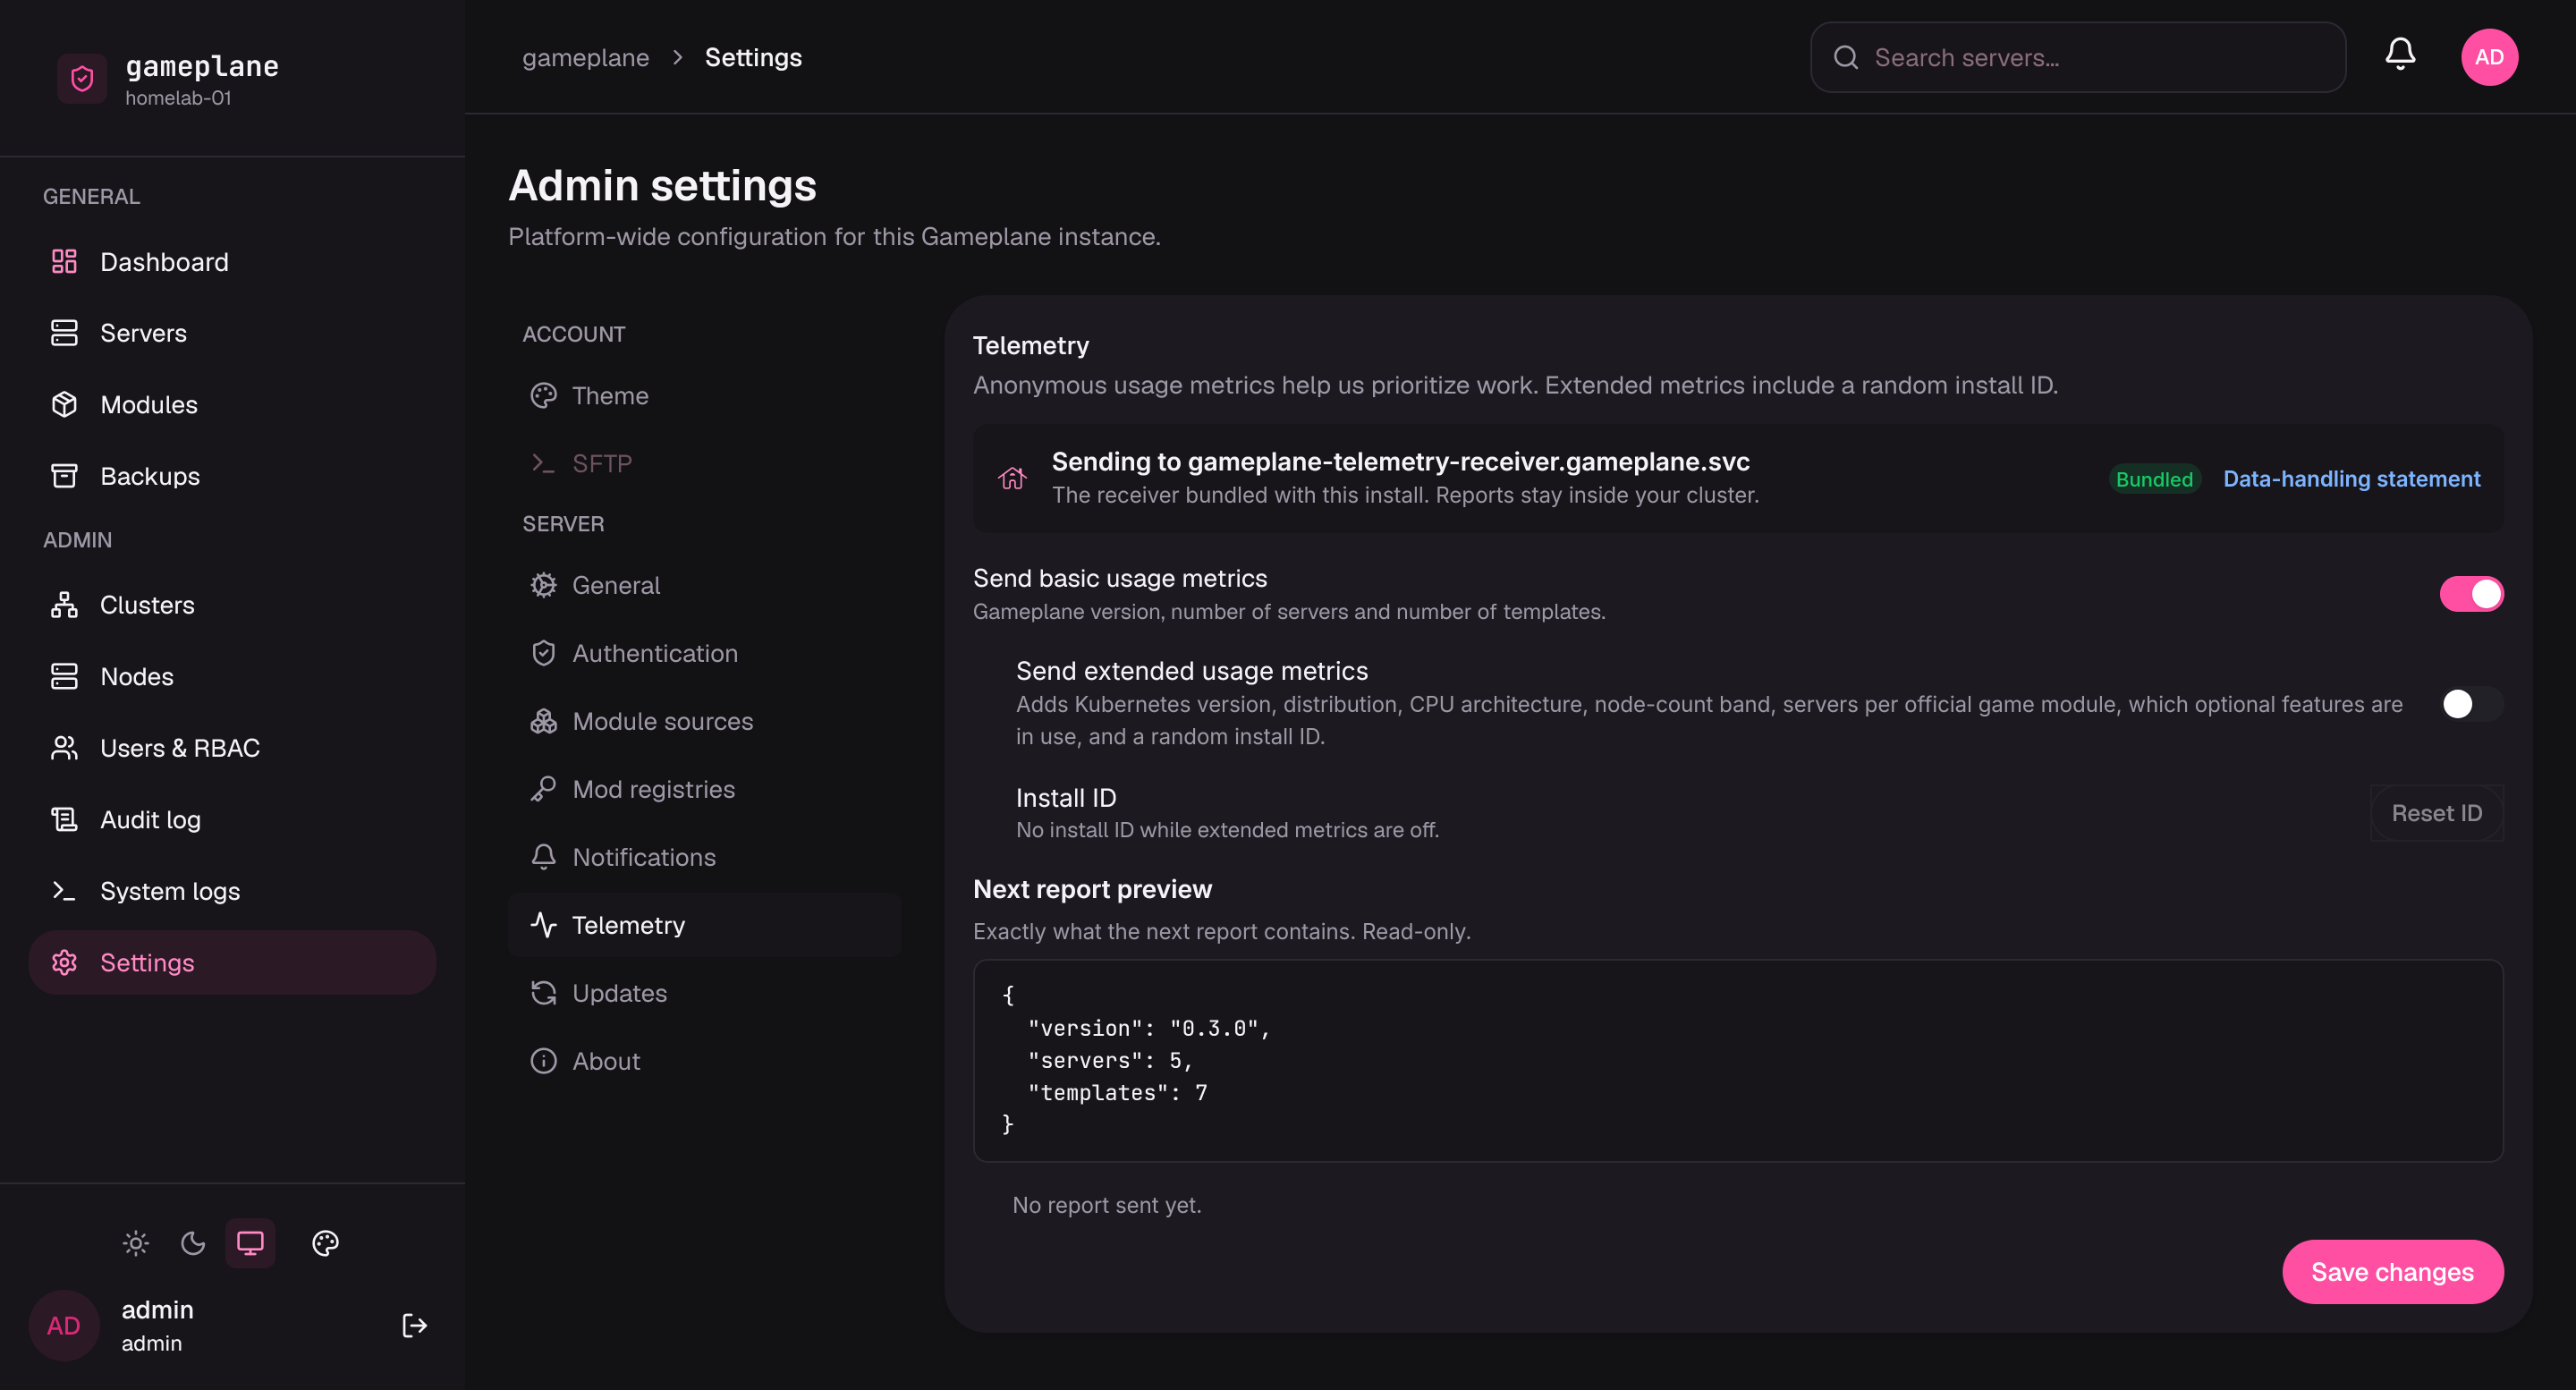 gameplane
homelab-01
GENERAL
Dashboard
Servers
Modules
Backups
ADMIN
Clusters
Nodes
Users & RBAC
Audit log
System logs
Settings
AD
admin
admin
gameplane > Settings
Search servers...
AD
Admin settings
Platform-wide configuration for this Gameplane instance.
ACCOUNT
Theme
SFTP
SERVER
General
Authentication
Module sources
Mod registries
Notifications
Telemetry
Updates
About
Telemetry
Anonymous usage metrics help us prioritize work. Extended metrics include a random install ID.
Sending to gameplane-telemetry-receiver.gameplane.svc
The receiver bundled with this install. Reports stay inside your cluster.
Bundled
Data-handling statement
Send basic usage metrics
Gameplane version, number of servers and number of templates.
Send extended usage metrics
Adds Kubernetes version, distribution, CPU architecture, node-count band, servers per official game module, which optional features are
in use, and a random install ID.
Install ID
No install ID while extended metrics are off.
Reset ID
Next report preview
Exactly what the next report contains. Read-only.
{
"version": "0.3.0",
"servers": 5,
"templates": 7
}
No report sent yet.
Save changes